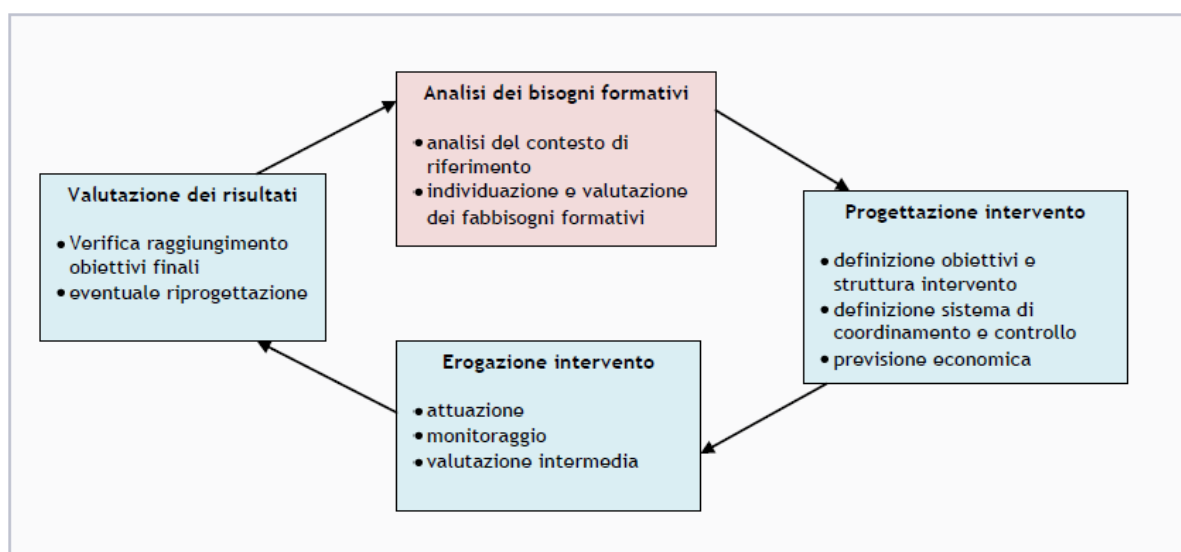 Analisi dei bisogni formativi
• analisi del contesto di
riferimento
• individuazione e valutazione
dei fabbisogni formativi
Valutazione dei risultati
• Verifica raggiungimento
obiettivi finali
• eventuale riprogettazione
Progettazione intervento
• definizione obiettivi e
struttura intervento
• definizione sistema di
coordinamento e controllo
• previsione economica
Erogazione intervento
• attuazione
• monitoraggio
• valutazione intermedia